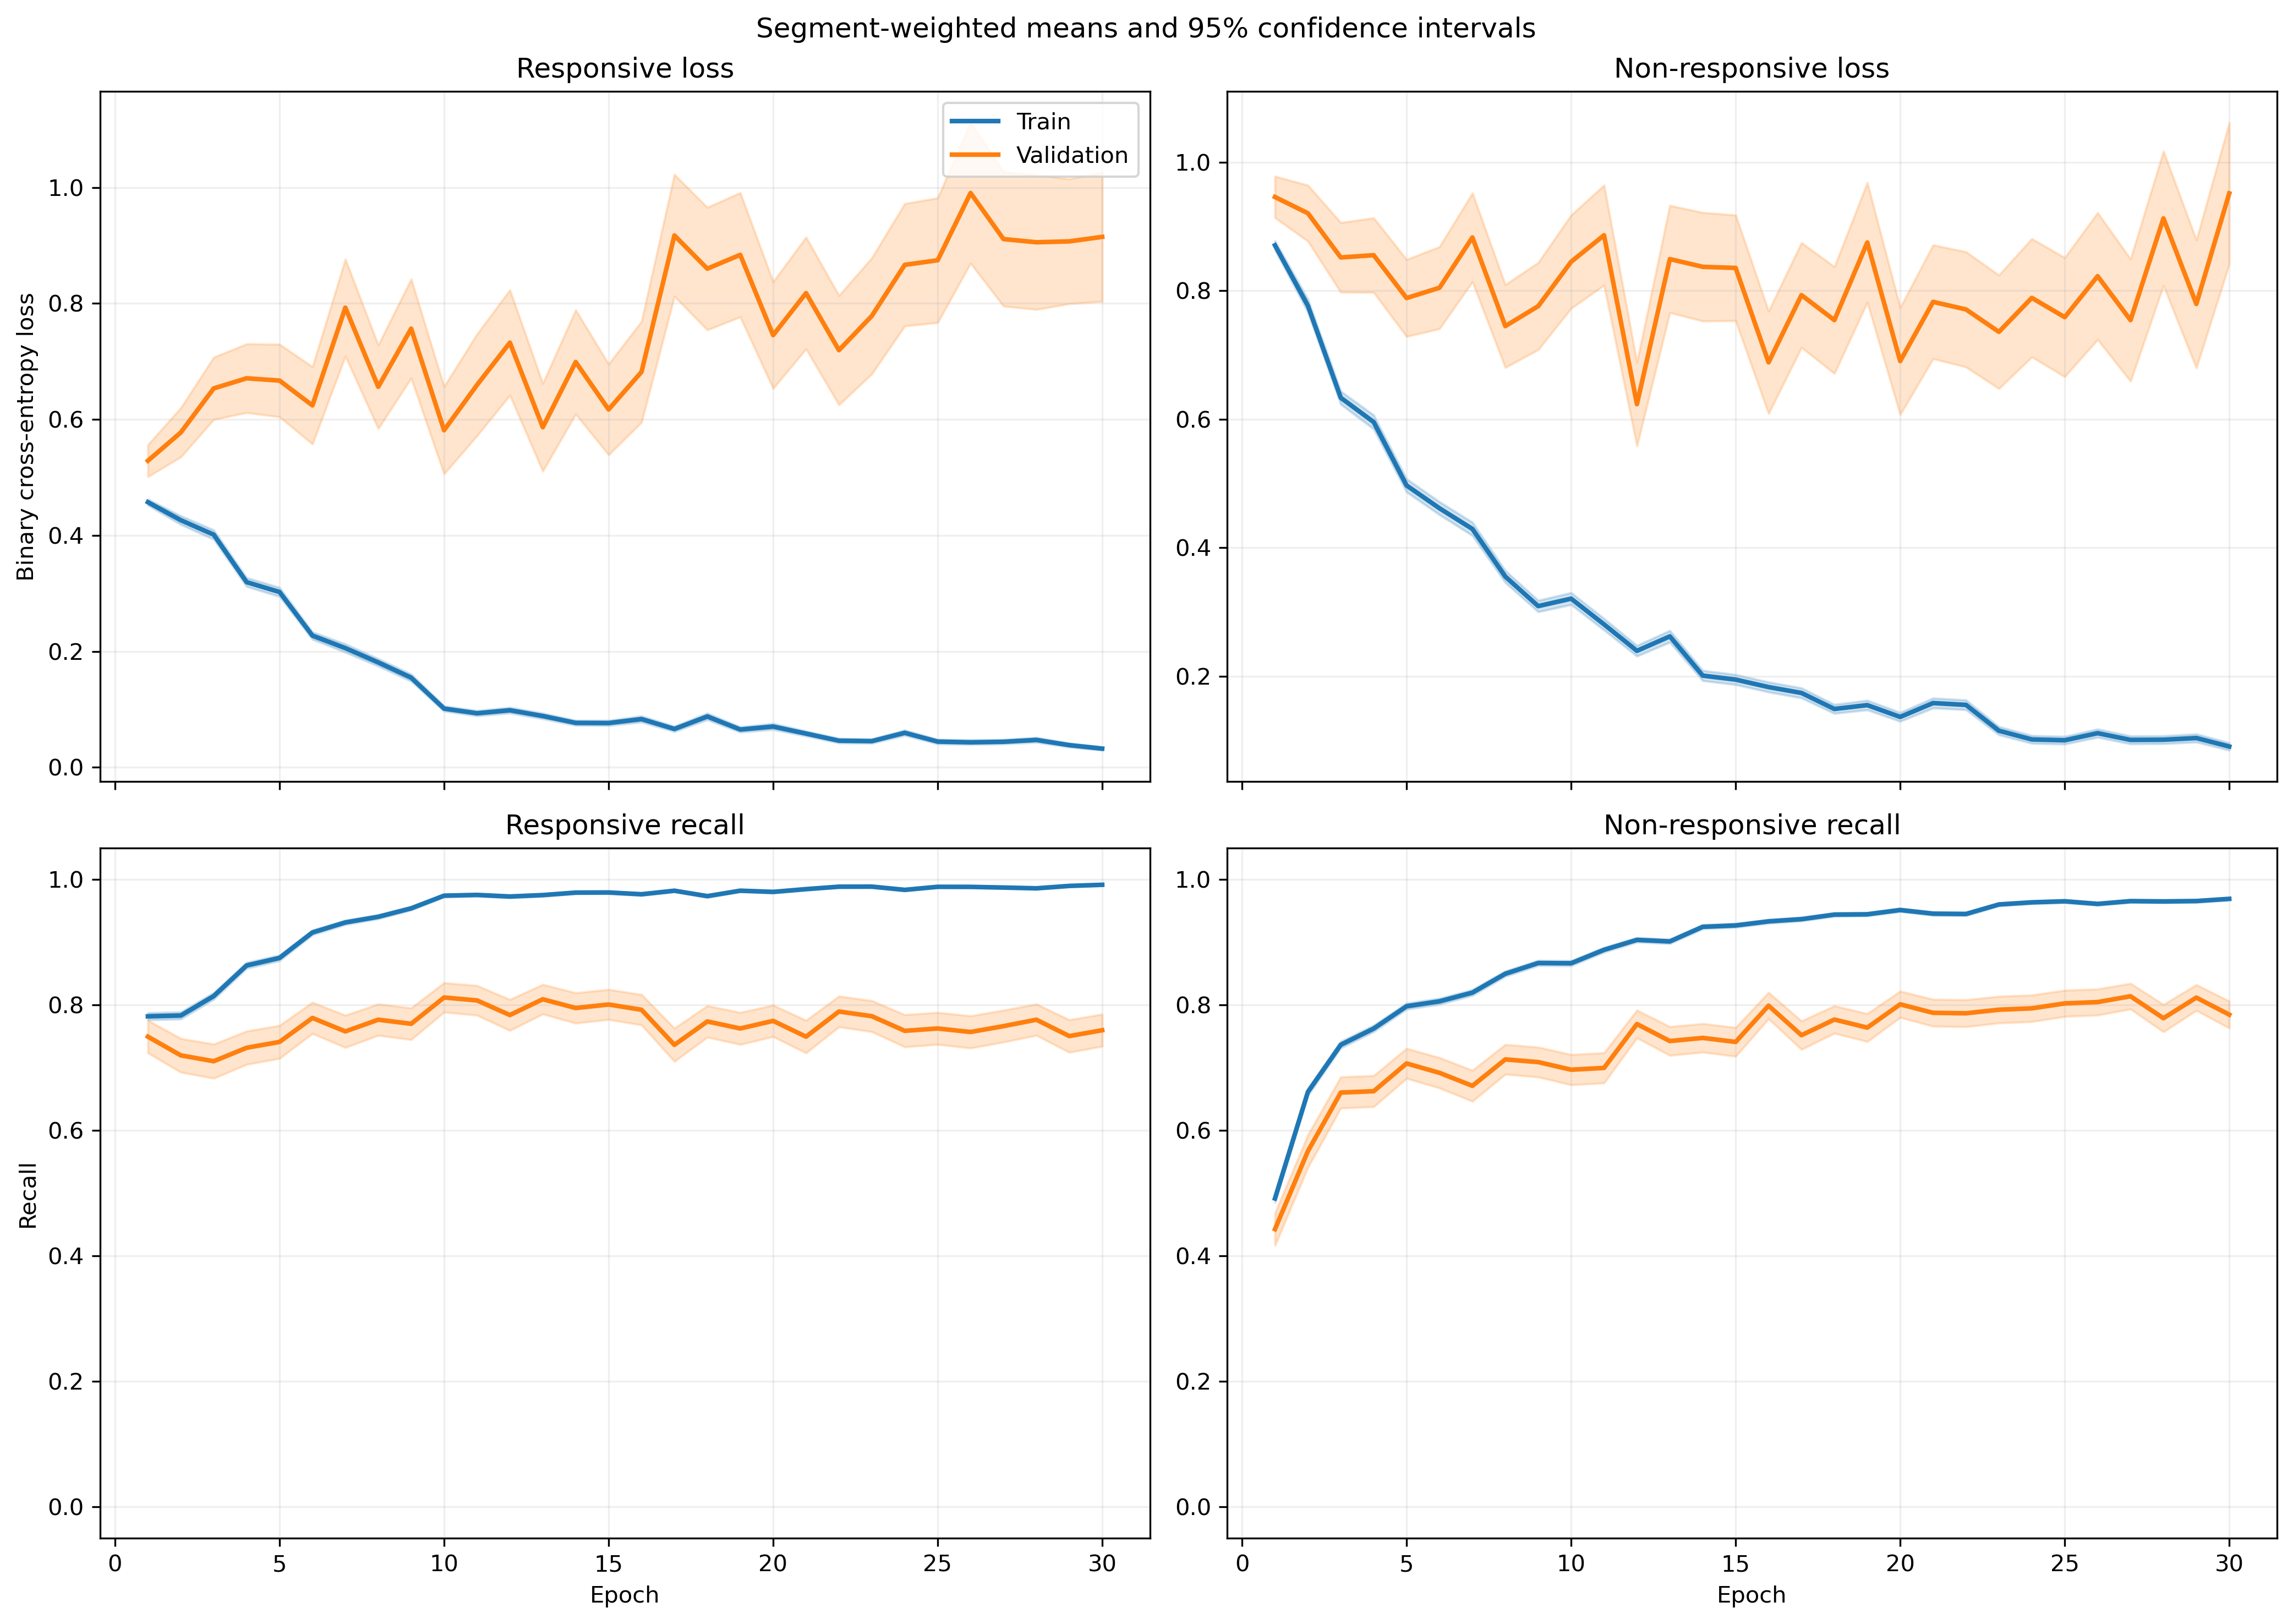 Segment-weighted means and 95% confidence intervals
Responsive loss
Non-responsive loss
Train
Validation
Binary cross-entropy loss
1.0
0.8
0.6
0.4
0.2
0.0
1.0
0.8
0.6
0.4
0.2
Responsive recall
Non-responsive recall
Recall
1.0
0.8
0.6
0.4
0.2
0.0
0 5 10 15 20 25 30
Epoch
1.0
0.8
0.6
0.4
0.2
0.0
0 5 10 15 20 25 30
Epoch